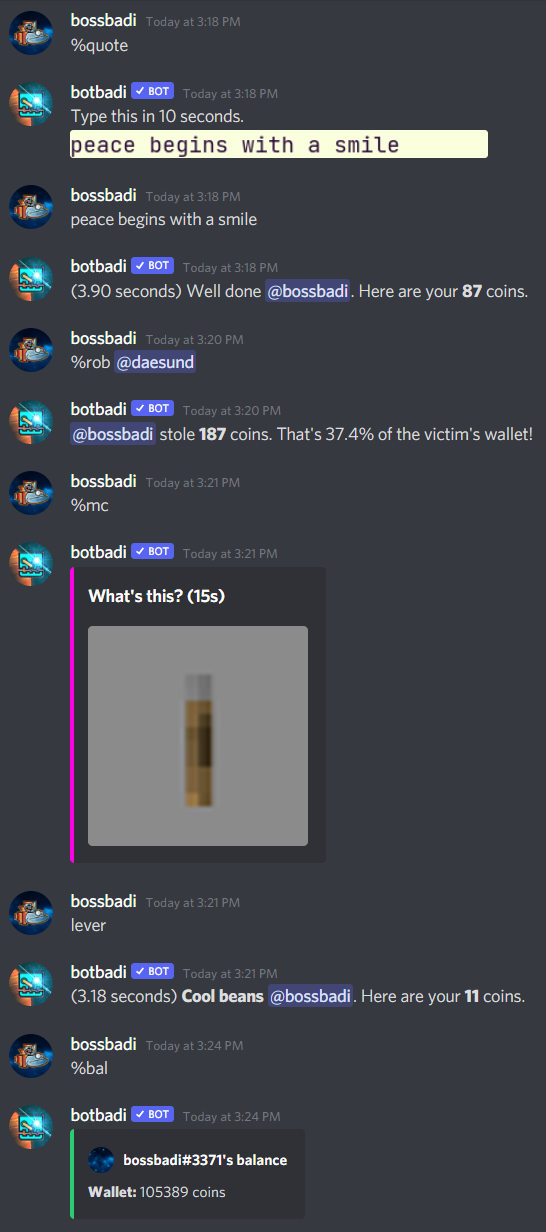 bossbadi Today at 3:18 PM
%quote
botbadi ✓ BOT Today at 3:18 PM
Type this in 10 seconds.
peace begins with a smile
bossbadi Today at 3:18 PM
peace begins with a smile
botbadi ✓ BOT Today at 3:18 PM
(3.90 seconds) Well done @bossbadi. Here are your 87 coins.
bossbadi Today at 3:20 PM
%rob @daesund
botbadi ✓ BOT Today at 3:20 PM
@bossbadi stole 187 coins. That's 37.4% of the victim's wallet!
bossbadi Today at 3:21 PM
%mc
botbadi ✓ BOT Today at 3:21 PM
What's this? (15s)
bossbadi Today at 3:21 PM
lever
botbadi ✓ BOT Today at 3:21 PM
(3.18 seconds) Cool beans @bossbadi. Here are your 11 coins.
bossbadi Today at 3:24 PM
%bal
botbadi ✓ BOT Today at 3:24 PM
bossbadi#3371's balance
Wallet: 105389 coins